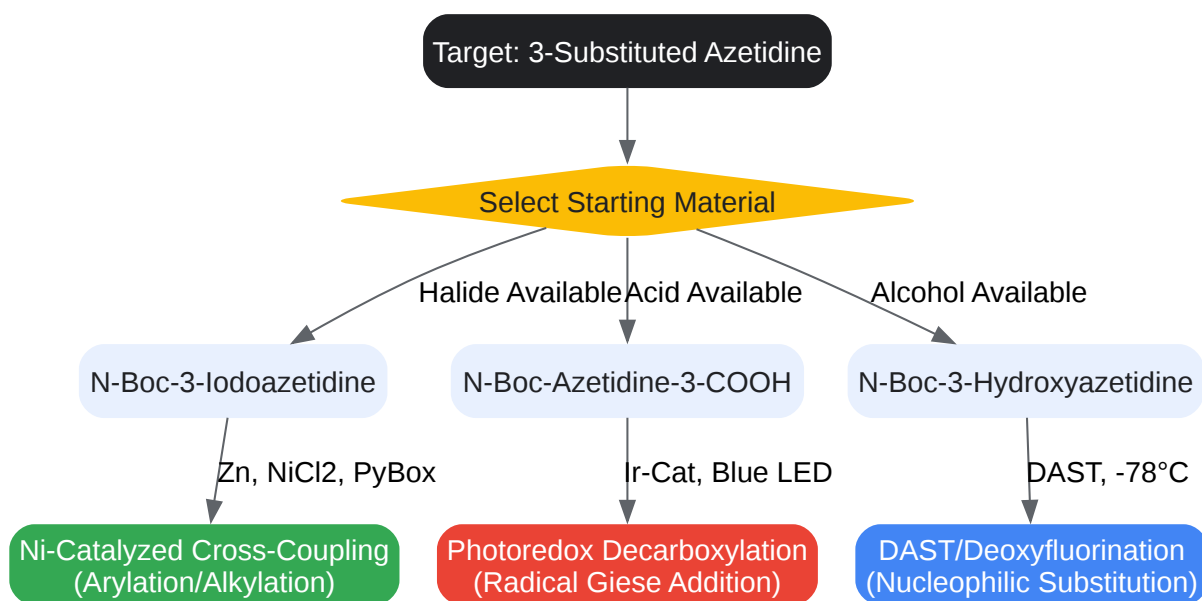 Target: 3-Substituted Azetidine
Select Starting Material
Halide Available
Acid Available
Alcohol Available
N-Boc-3-Iodoazetidine
N-Boc-Azetidine-3-COOH
N-Boc-3-Hydroxyazetidine
Zn, NiCl2, PyBox
Ir-Cat, Blue LED
DAST, -78°C
Ni-Catalyzed Cross-Coupling
(Arylation/Alkylation)
Photoredox Decarboxylation
(Radical Giese Addition)
DAST/Deoxyfluorination
(Nucleophilic Substitution)